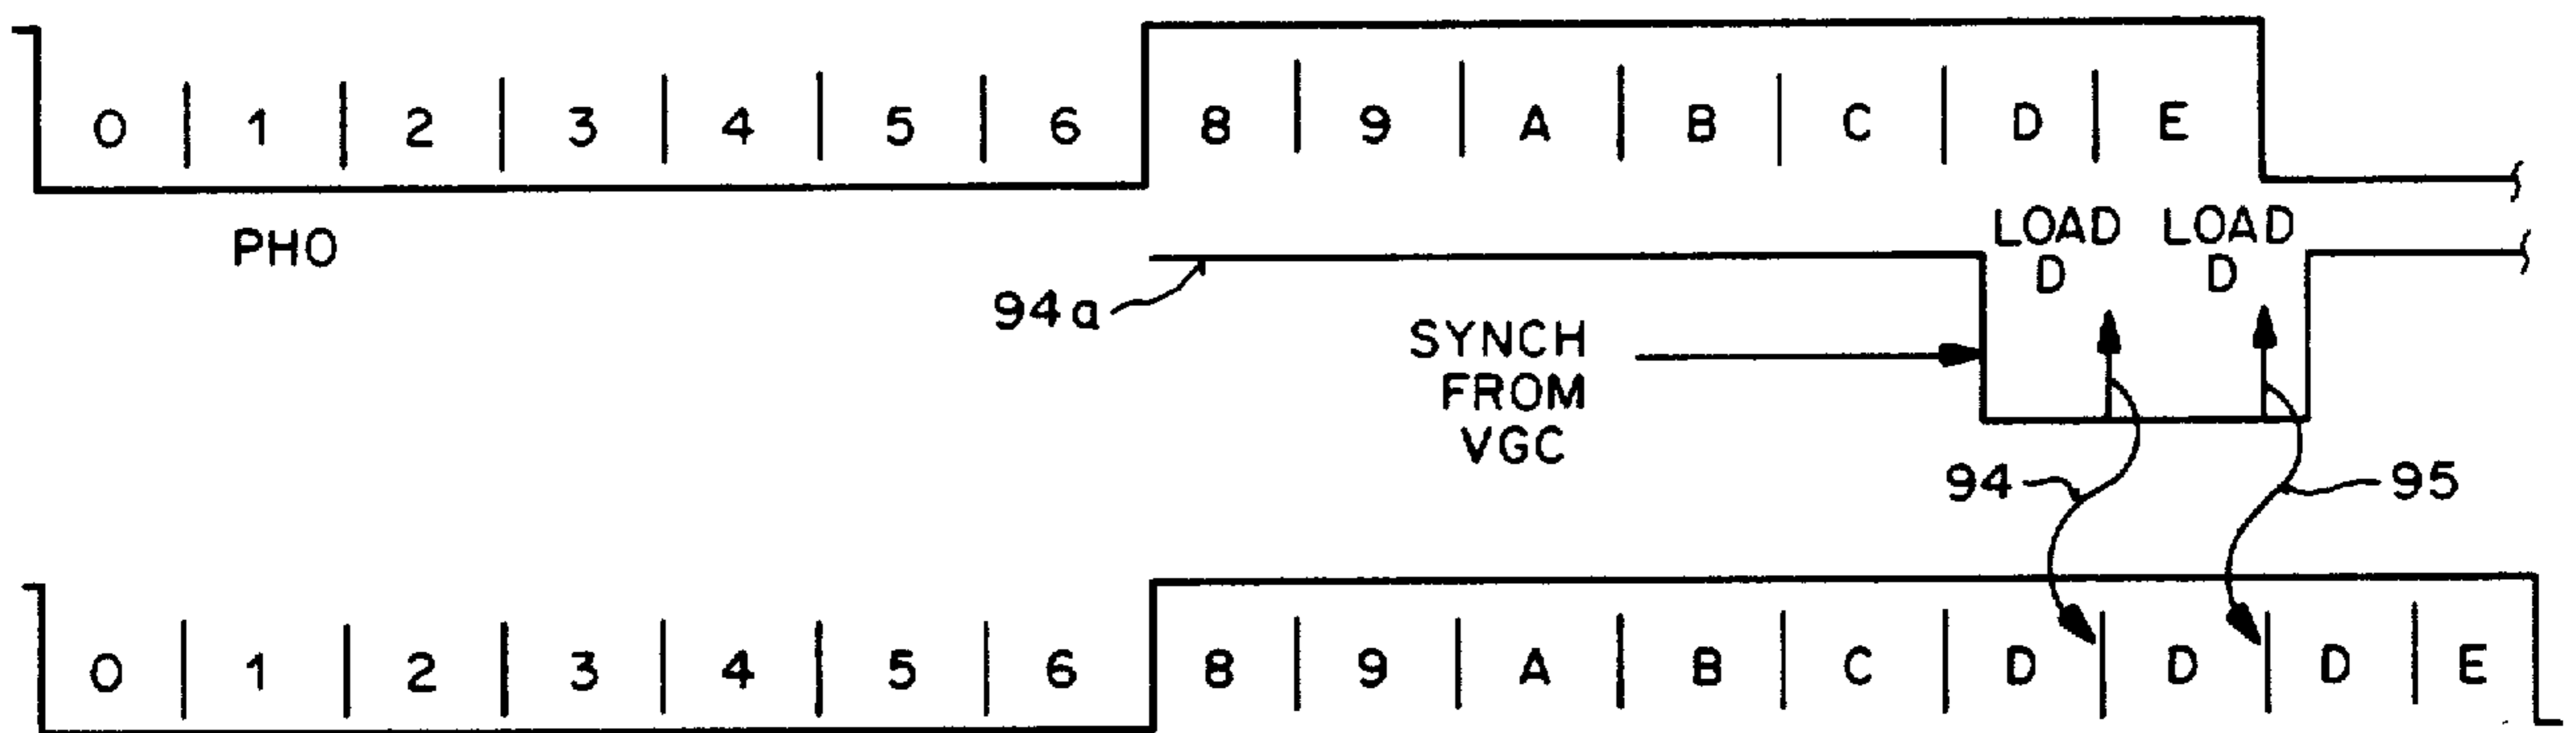 0 | 1 | 2 | 3 | 4 | 5 | 6 8 | 9 | A | B | C | D | E
PHO
LOAD D
LOAD D
94a
SYNCH
FROM
VGC
94
95
0 | 1 | 2 | 3 | 4 | 5 | 6 8 | 9 | A | B | C | D | D | D | E